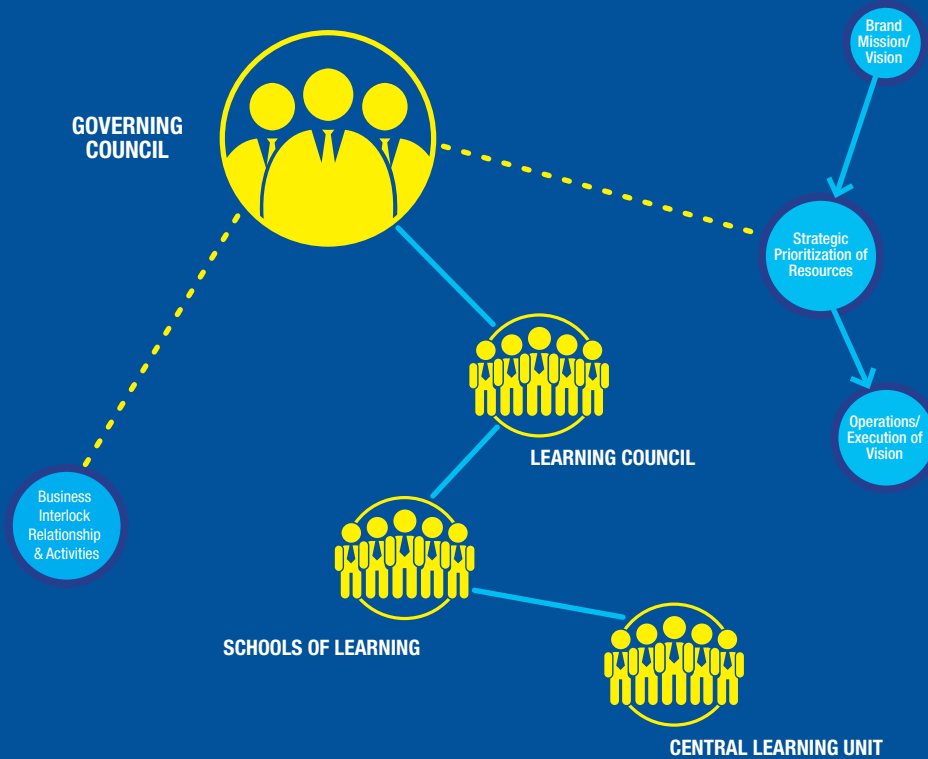 Brand
Mission/
Vision
GOVERNING
COUNCIL
Strategic
Prioritization of
Resources
Operations/
Execution of
Vision
LEARNING COUNCIL
Business
Interlock
Relationship
& Activities
SCHOOLS OF LEARNING
CENTRAL LEARNING UNIT